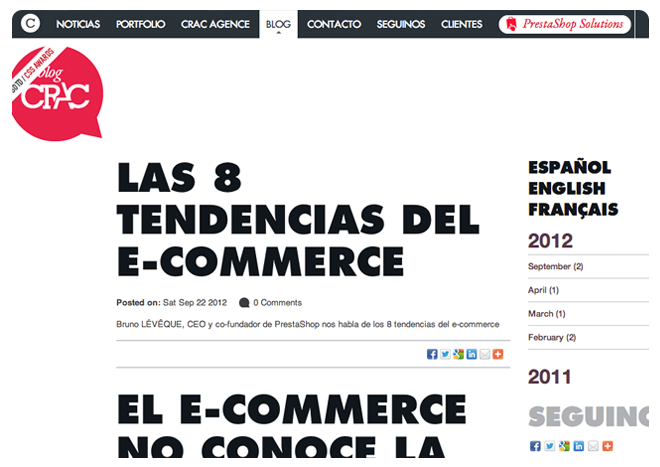 C NOTICIAS PORTFOLIO CRAC AGENCE BLOG CONTACTO SEGUINOS CLIENTES PrestaShop Solutions
SOTD / CSS AWARDS
blog
CRAC
LAS 8
TENDENCIAS DEL
E-COMMERCE
Posted on: Sat Sep 22 2012 0 Comments
Bruno LÉVÊQUE, CEO y co-fundador de PrestaShop nos habla de los 8 tendencias del e-commerce
EL E-COMMERCE
NO CONOCE LA
ESPAÑOL
ENGLISH
FRANÇAIS
2012
September (2)
April (1)
March (1)
February (2)
2011
SEGUINO